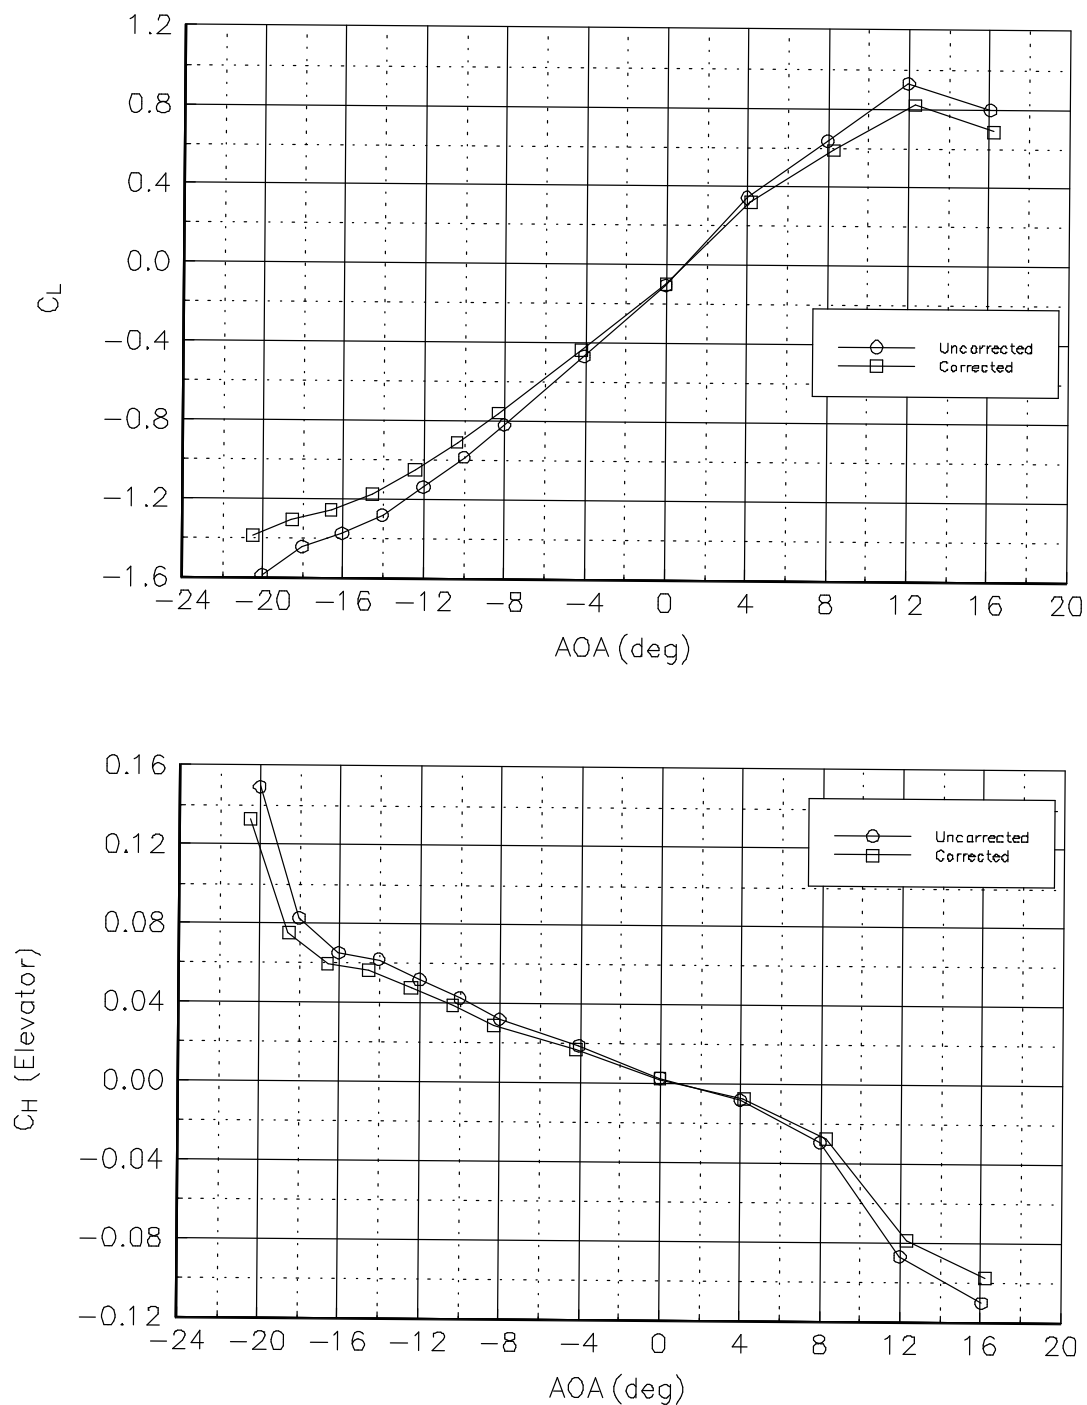 1.2
0.8
0.4
0.0
−0.4
−0.8
−1.2
−1.6
CL
Uncorrected
Corrected
−24 −20 −16 −12 −8 −4 0 4 8 12 16 20
AOA (deg)
0.16
0.12
0.08
0.04
0.00
−0.04
−0.08
−0.12
CH (Elevator)
Uncorrected
Corrected
−24 −20 −16 −12 −8 −4 0 4 8 12 16 20
AOA (deg)